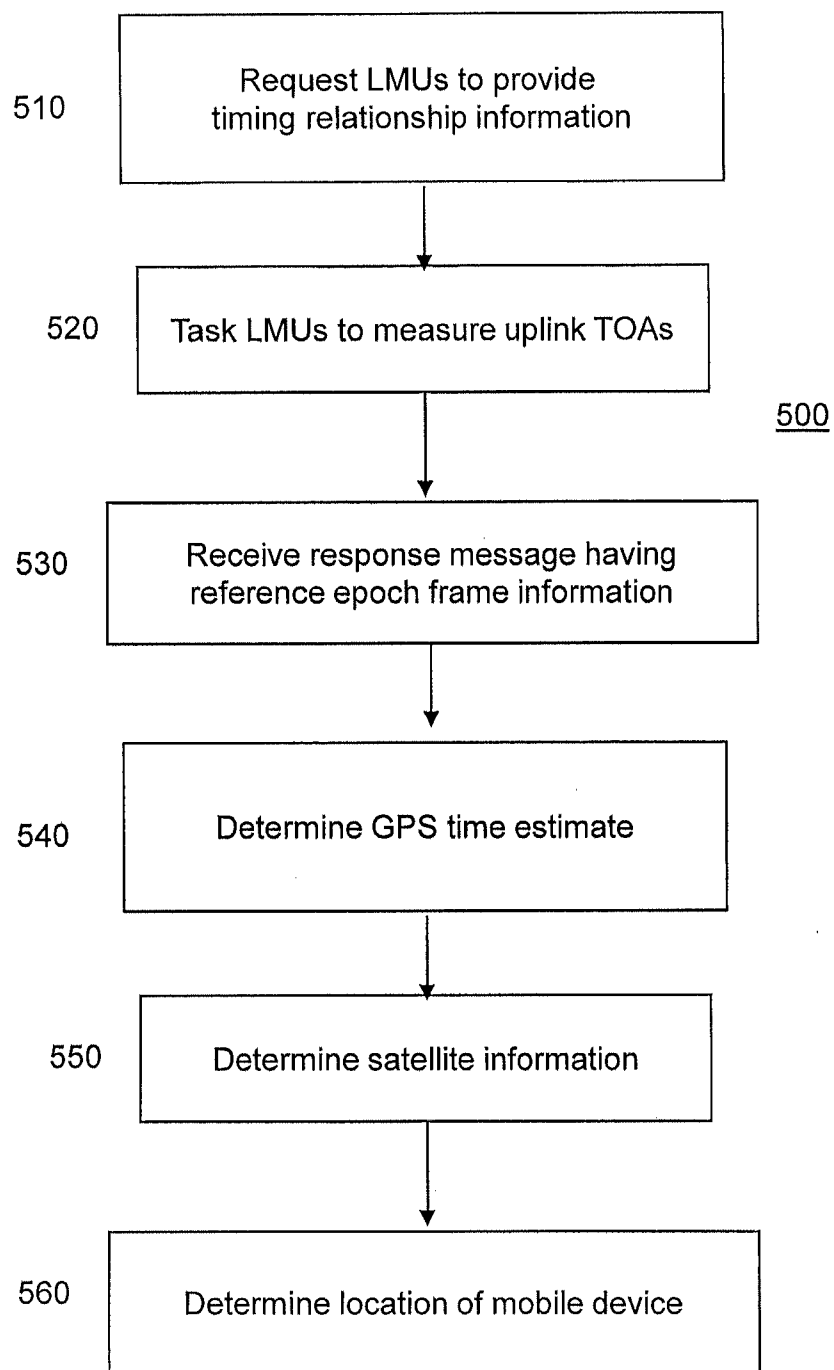 510
Request LMUs to provide
timing relationship information
520
Task LMUs to measure uplink TOAs
500
530
Receive response message having
reference epoch frame information
540
Determine GPS time estimate
550
Determine satellite information
560
Determine location of mobile device